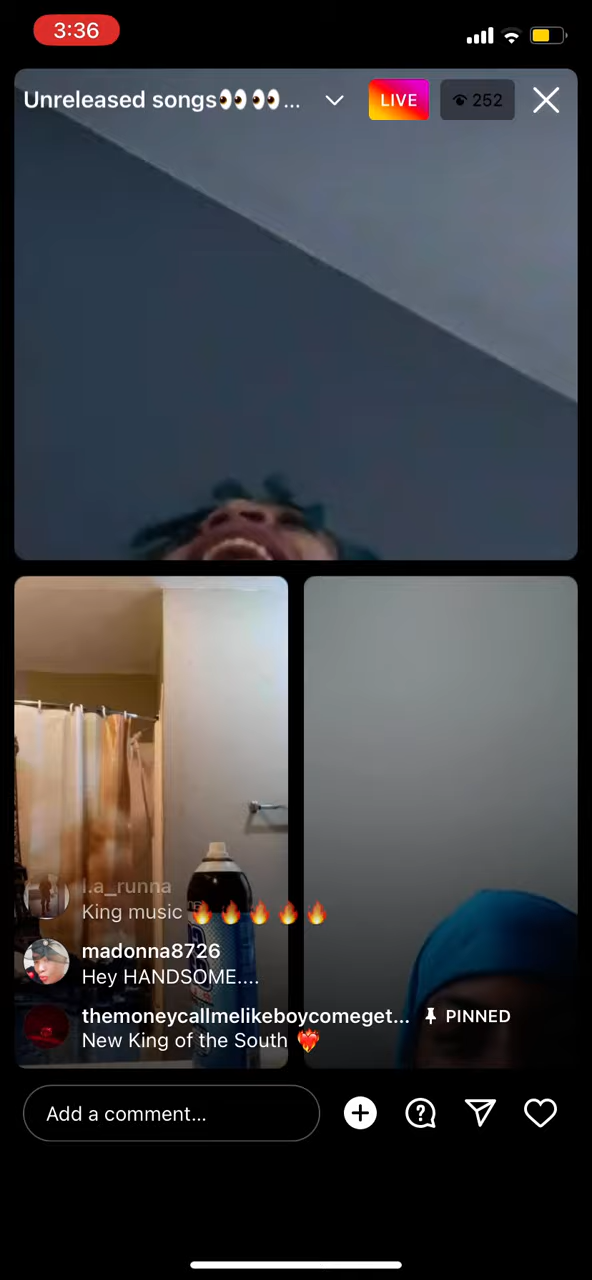 3:36
Unreleased songs👀👀...
LIVE
252
l.a_runna
King music 🔥🔥🔥🔥🔥
madonna8726
Hey HANDSOME....
themoneycallmelikeboycomeget... PINNED
New King of the South ❤️‍🔥
Add a comment...